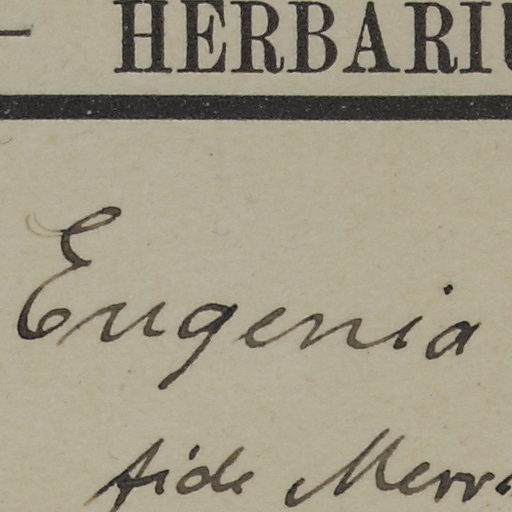 — HERBARIU
Eugenia
fide Merr.